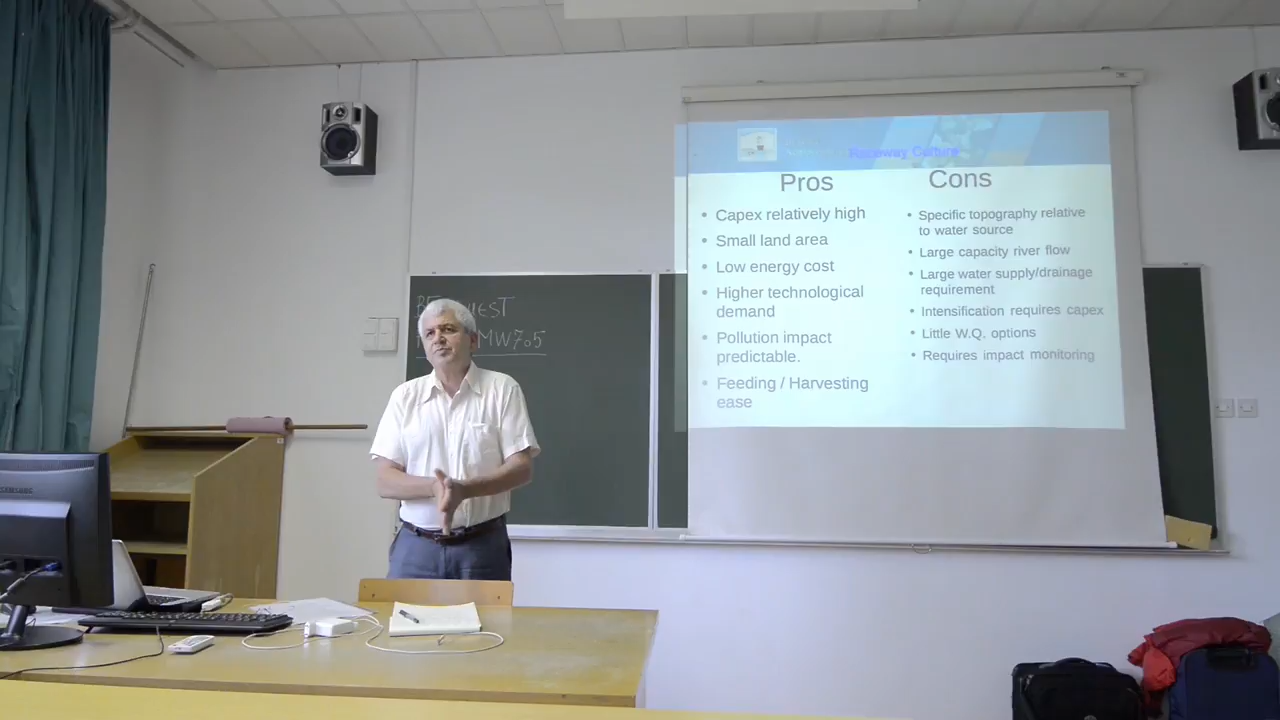 Raceway Culture
Pros
• Capex relatively high
• Small land area
• Low energy cost
• Higher technological
demand
• Pollution impact
predictable.
• Feeding / Harvesting
ease
Cons
• Specific topography relative
to water source
• Large capacity river flow
• Large water supply/drainage
requirement
• Intensification requires capex
• Little W.Q. options
• Requires impact monitoring
MW705